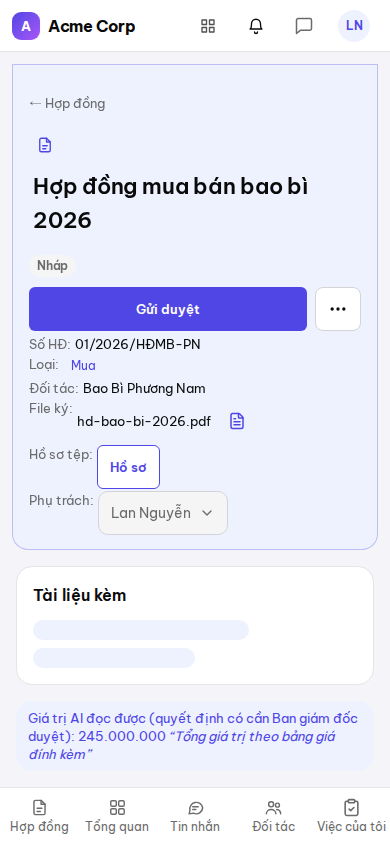 A Acme Corp LN
← Hợp đồng
Hợp đồng mua bán bao bì
2026
Nháp
Gửi duyệt
Số HĐ: 01/2026/HĐMB-PN
Loại: Mua
Đối tác: Bao Bì Phương Nam
File ký: hd-bao-bi-2026.pdf
Hồ sơ tệp: Hồ sơ
Phụ trách: Lan Nguyễn
Tài liệu kèm
Giá trị AI đọc được (quyết định có cần Ban giám đốc
duyệt): 245.000.000 “Tổng giá trị theo bảng giá
đính kèm”
Hợp đồng Tổng quan Tin nhắn Đối tác Việc của tôi